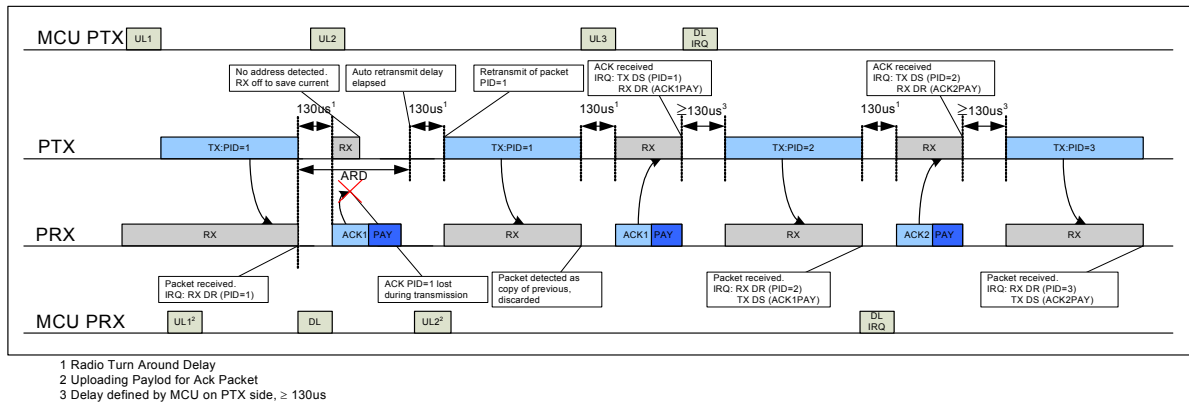 MCU PTX
UL1
UL2
UL3
DL
IRQ
No address detected.
RX off to save current
Auto retransmit delay
elapsed
Retransmit of packet
PID=1
ACK received
IRQ: TX DS (PID=1)
RX DR (ACK1PAY)
ACK received
IRQ: TX DS (PID=2)
RX DR (ACK2PAY)
130us¹
130us¹
130us¹
≥130us³
130us¹
≥130us³
PTX
TX:PID=1
RX
TX:PID=1
RX
TX:PID=2
RX
TX:PID=3
ARD
PRX
RX
ACK1
PAY
RX
ACK1
PAY
RX
ACK2
PAY
RX
Packet received.
IRQ: RX DR (PID=1)
ACK PID=1 lost
during transmission
Packet detected as
copy of previous,
discarded
Packet received.
IRQ: RX DR (PID=2)
TX DS (ACK1PAY)
Packet received.
IRQ: RX DR (PID=3)
TX DS (ACK2PAY)
MCU PRX
UL1²
DL
UL2²
DL
IRQ
1 Radio Turn Around Delay
2 Uploading Paylod for Ack Packet
3 Delay defined by MCU on PTX side, ≥ 130us